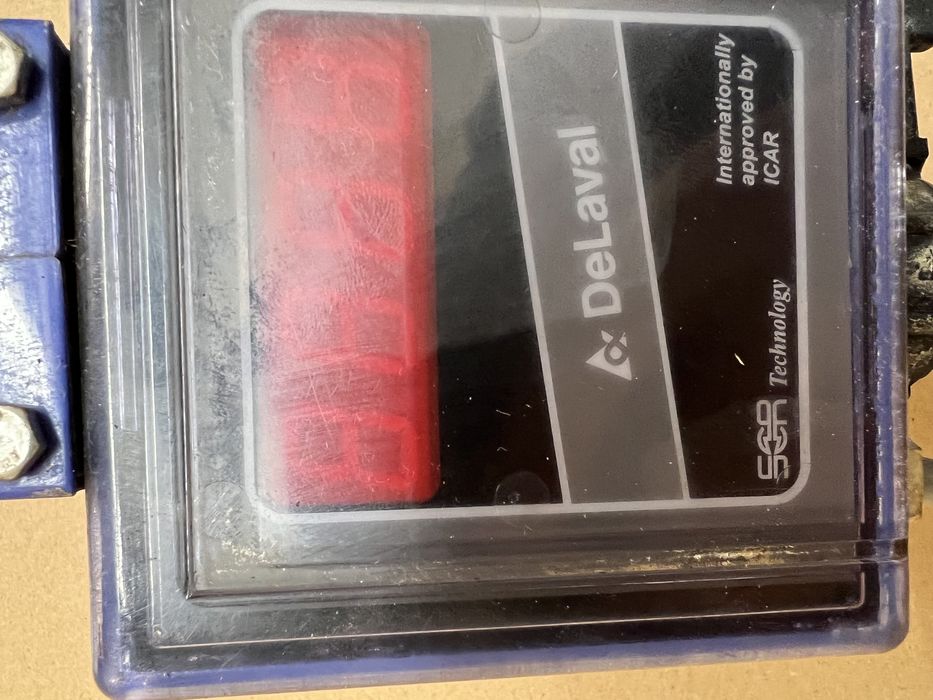 DeLaval
Internationally
approved by
ICAR
SCR Technology